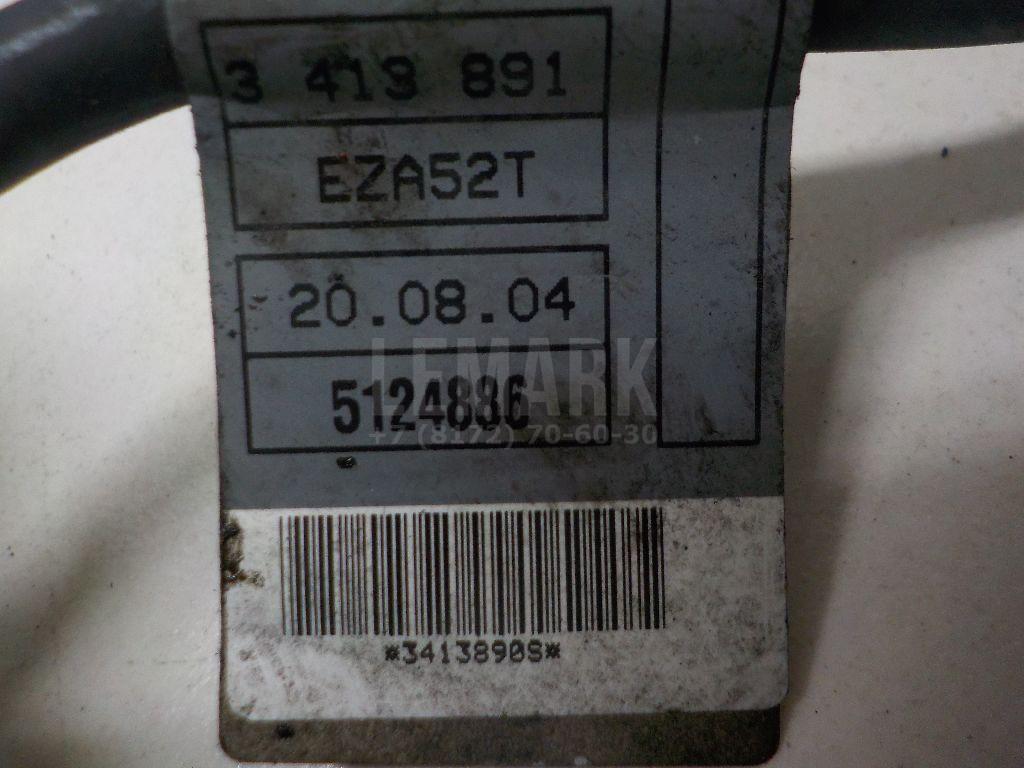 3 413 891
EZA52T
20.08.04
LEMARK
5124886
+7 (8172) 70-60-30
*3413890S*